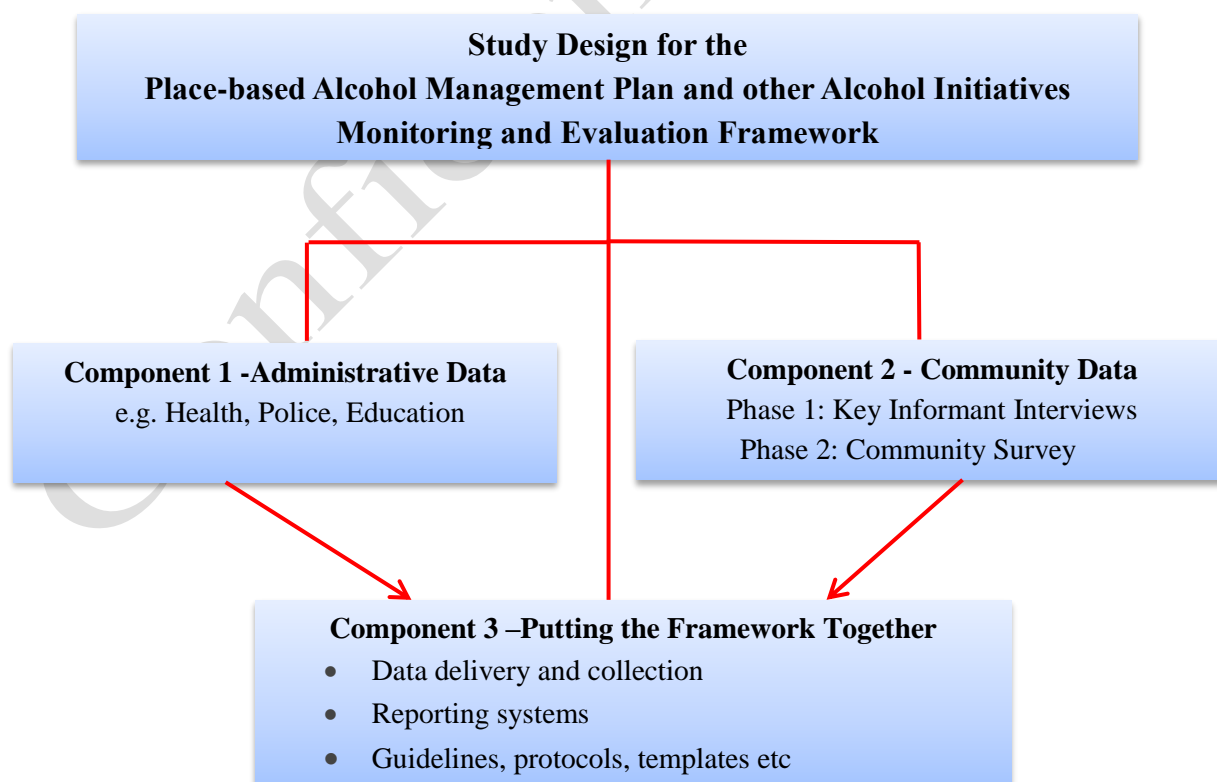 Study Design for the
Place-based Alcohol Management Plan and other Alcohol Initiatives
Monitoring and Evaluation Framework
Component 1 -Administrative Data
e.g. Health, Police, Education
Component 2 - Community Data
Phase 1: Key Informant Interviews
Phase 2: Community Survey
Component 3 –Putting the Framework Together
• Data delivery and collection
• Reporting systems
• Guidelines, protocols, templates etc